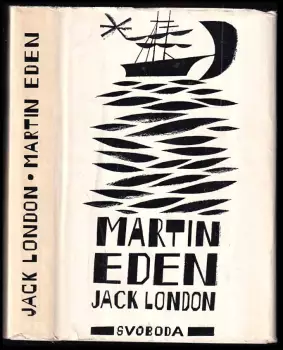 JACK LONDON • MARTIN EDEN
MARTIN
EDEN
JACK LONDON
SVOBODA